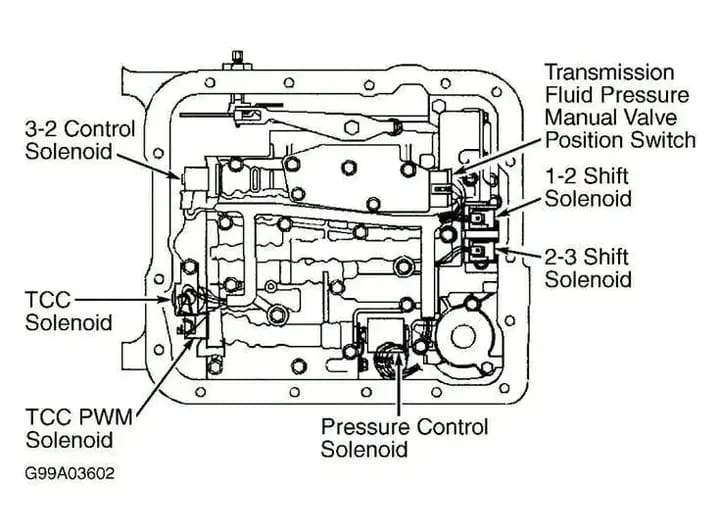 Transmission
Fluid Pressure
Manual Valve
Position Switch
3-2 Control
Solenoid
1-2 Shift
Solenoid
2-3 Shift
Solenoid
TCC
Solenoid
TCC PWM
Solenoid
Pressure Control
Solenoid
G99A03602